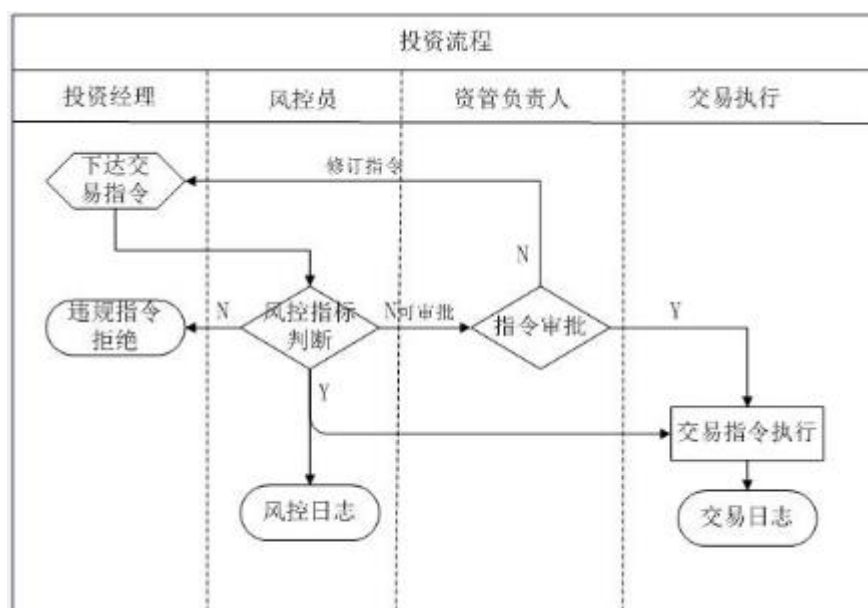 投资流程
投资经理
风控员
资管负责人
交易执行
下达交
易指令
修订指令
N
违规指令
拒绝
N
风控指标
判断
N可审批
指令审批
Y
Y
交易指令执行
风控日志
交易日志